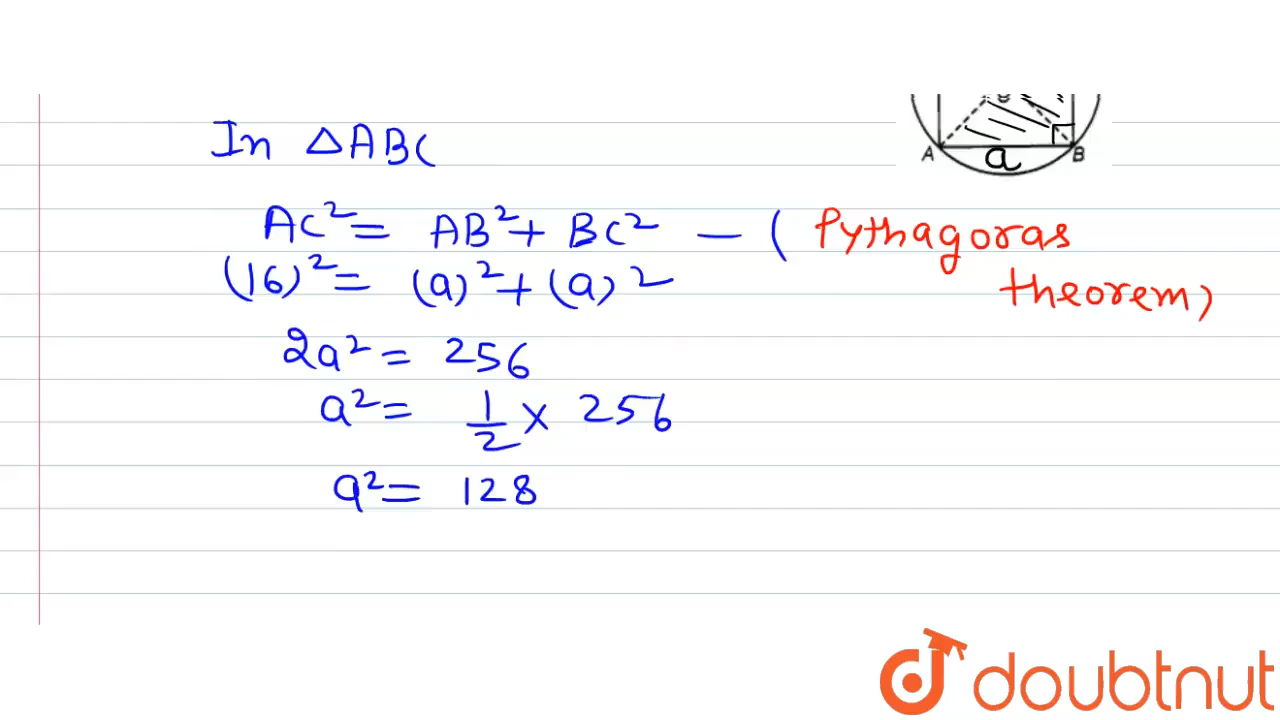 In △ABC
AC²= AB²+ BC² — (Pythagoras
theorem)
(16)²= (a)²+(a)²
2a²= 256
a²= 1/2 × 256
a²= 128
A a B
doubtnut